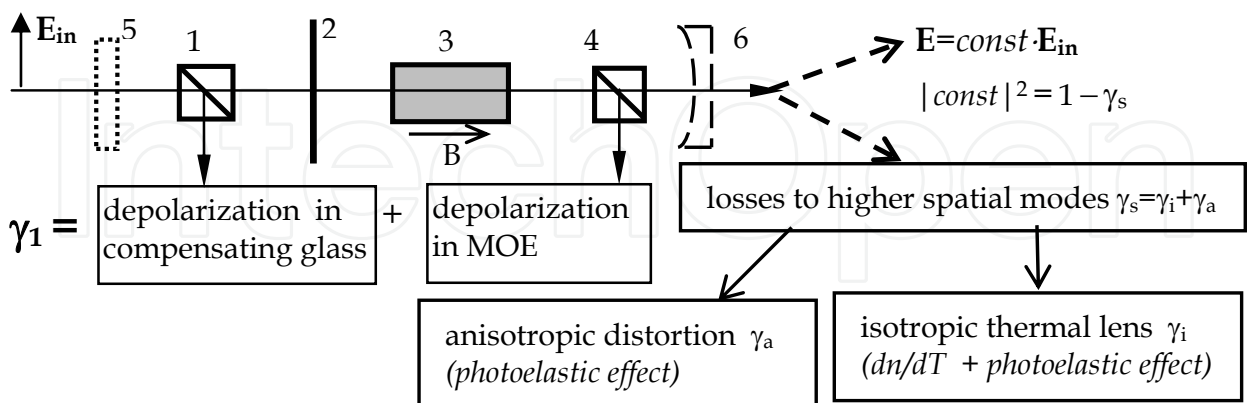 E_in 5 1 2 3 4 6
E=const·E_in
|const|² = 1 − γ_s
B
γ₁ =
depolarization in
compensating glass
+
depolarization
in MOE
losses to higher spatial modes γ_s=γ_i+γ_a
anisotropic distortion γ_a
(photoelastic effect)
isotropic thermal lens γ_i
(dn/dT + photoelastic effect)
IntechOpen